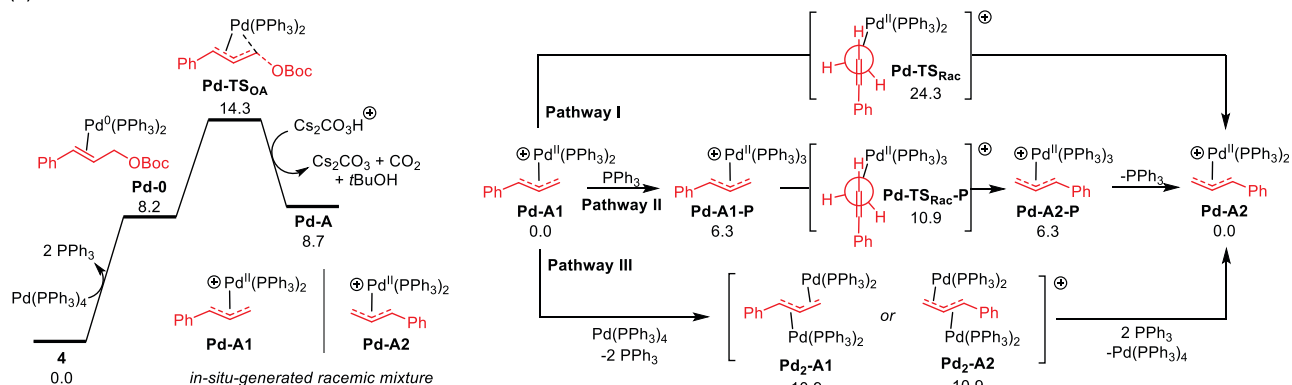 Pd(PPh3)2
Ph
OBoc
Pd-TSOA
14.3
Cs2CO3H⊕
Cs2CO3 + CO2
+ tBuOH
Pd0(PPh3)2
Ph
OBoc
Pd-0
8.2
Pd-A
8.7
2 PPh3
Pd(PPh3)4
4
0.0
⊕ PdII(PPh3)2
Ph
Pd-A1
⊕ PdII(PPh3)2
Ph
Pd-A2
in-situ-generated racemic mixture
Pathway I
H PdII(PPh3)2 ⊕
H H
Ph
Pd-TSRac
24.3
⊕ PdII(PPh3)2
Ph
Pd-A1
0.0
PPh3
Pathway II
⊕ PdII(PPh3)3
Ph
Pd-A1-P
6.3
H PdII(PPh3)3 ⊕
H H
Ph
Pd-TSRac-P
10.9
⊕ PdII(PPh3)3
Ph
Pd-A2-P
6.3
-PPh3
⊕ PdII(PPh3)2
Ph
Pd-A2
0.0
Pathway III
Pd(PPh3)4
-2 PPh3
Pd(PPh3)2
Ph
Pd(PPh3)2
Pd2-A1
or
Pd(PPh3)2
Ph
Pd(PPh3)2
Pd2-A2
⊕
10.9
2 PPh3
-Pd(PPh3)4